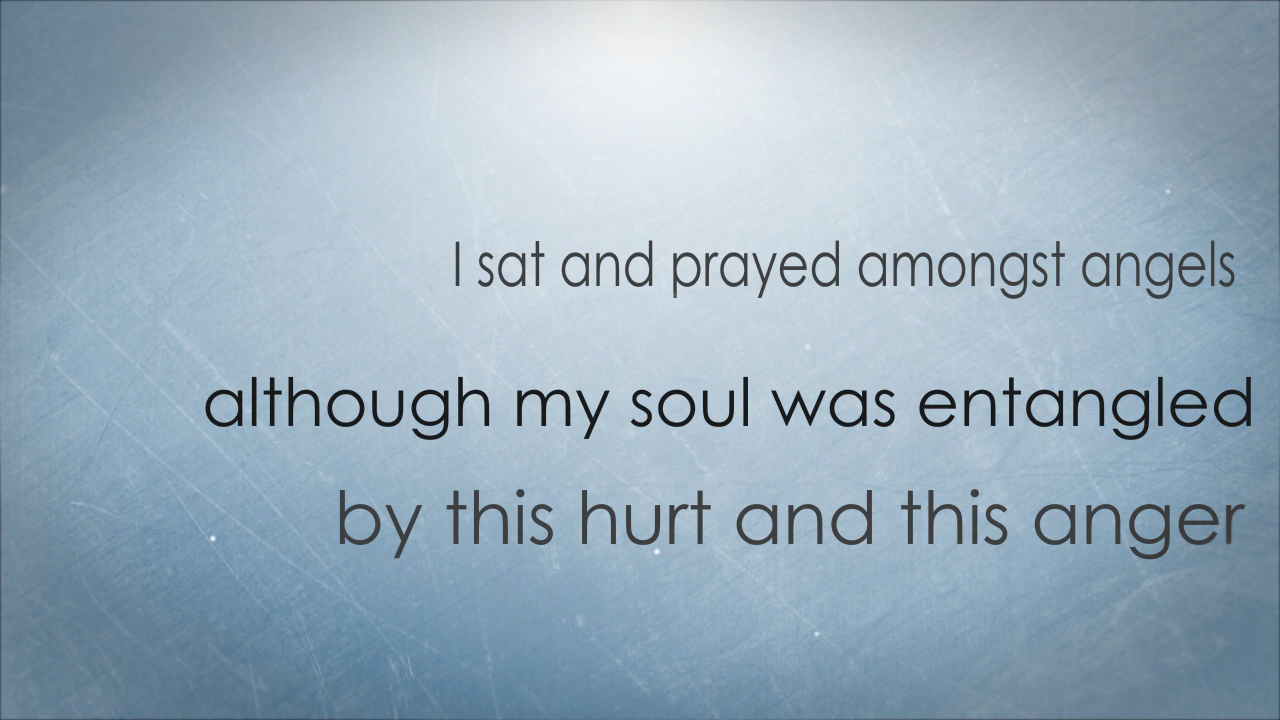 I sat and prayed amongst angels
although my soul was entangled
by this hurt and this anger